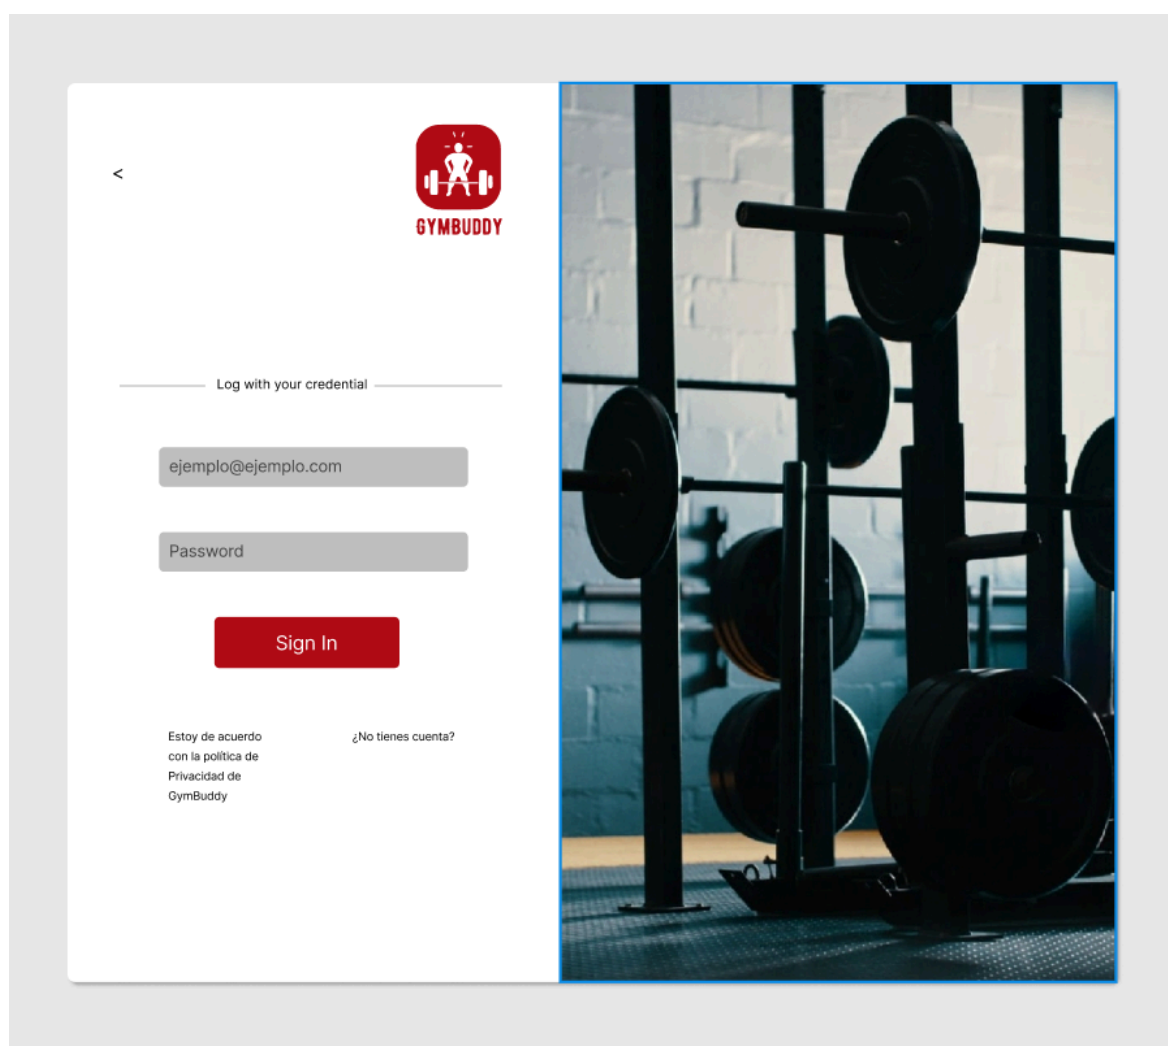 <
GYMBUDDY
Log with your credential
ejemplo@ejemplo.com
Password
Sign In
Estoy de acuerdo
con la política de
Privacidad de
GymBuddy
¿No tienes cuenta?